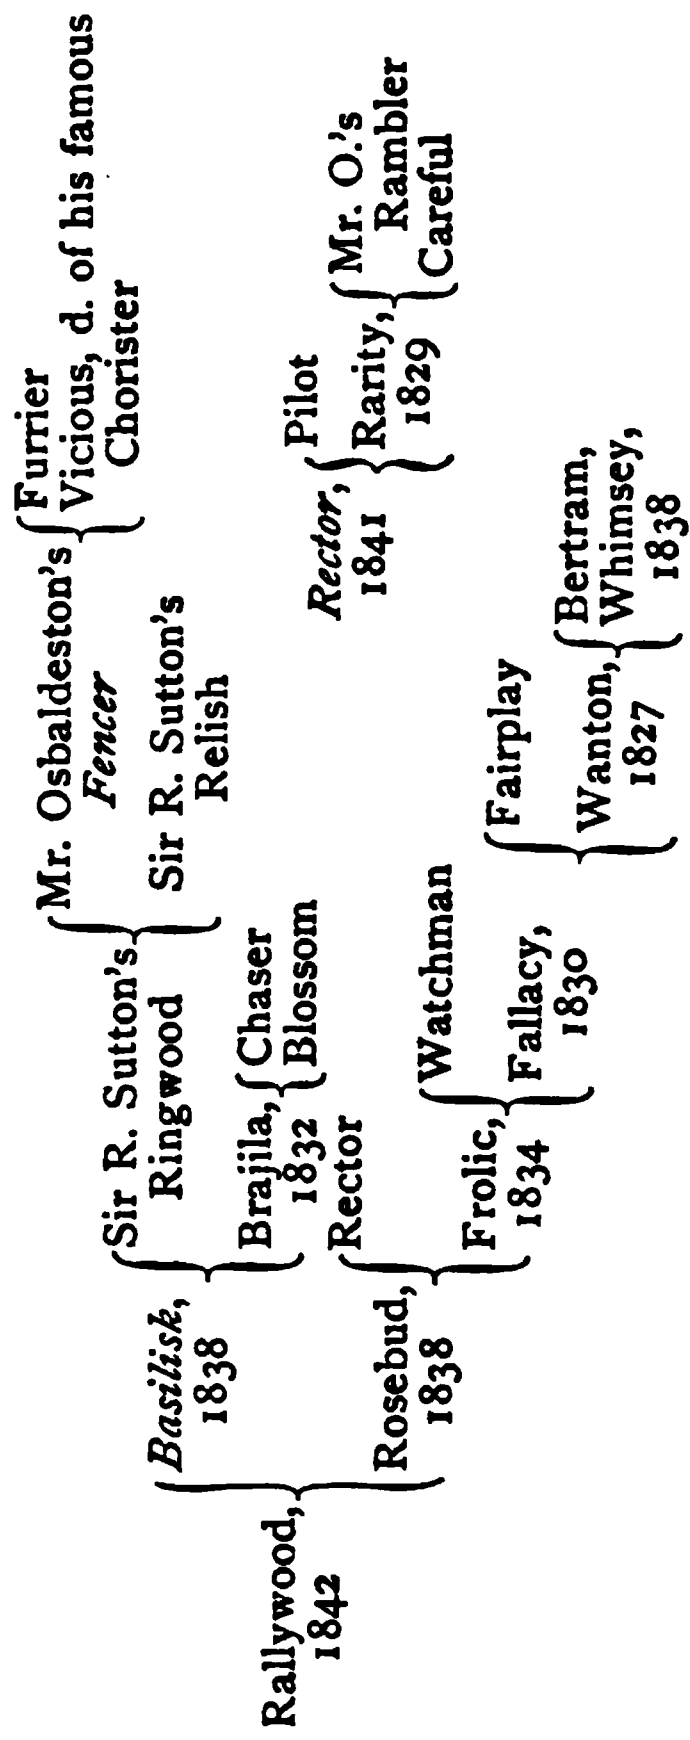 Rallywood,
1842
Basilisk,
1838
Sir R. Sutton's
Ringwood
Mr. Osbaldeston's
Fencer
Furrier
Vicious, d. of his famous
Chorister
Sir R. Sutton's
Relish
Brajila,
1832
Chaser
Blossom
Rosebud,
1838
Rector
Frolic,
1834
Watchman
Fallacy,
1830
Fairplay
Wanton,
1827
Bertram,
Whimsey,
1838
Rector,
1841
Pilot
Rarity,
1829
Mr. O.'s
Rambler
Careful